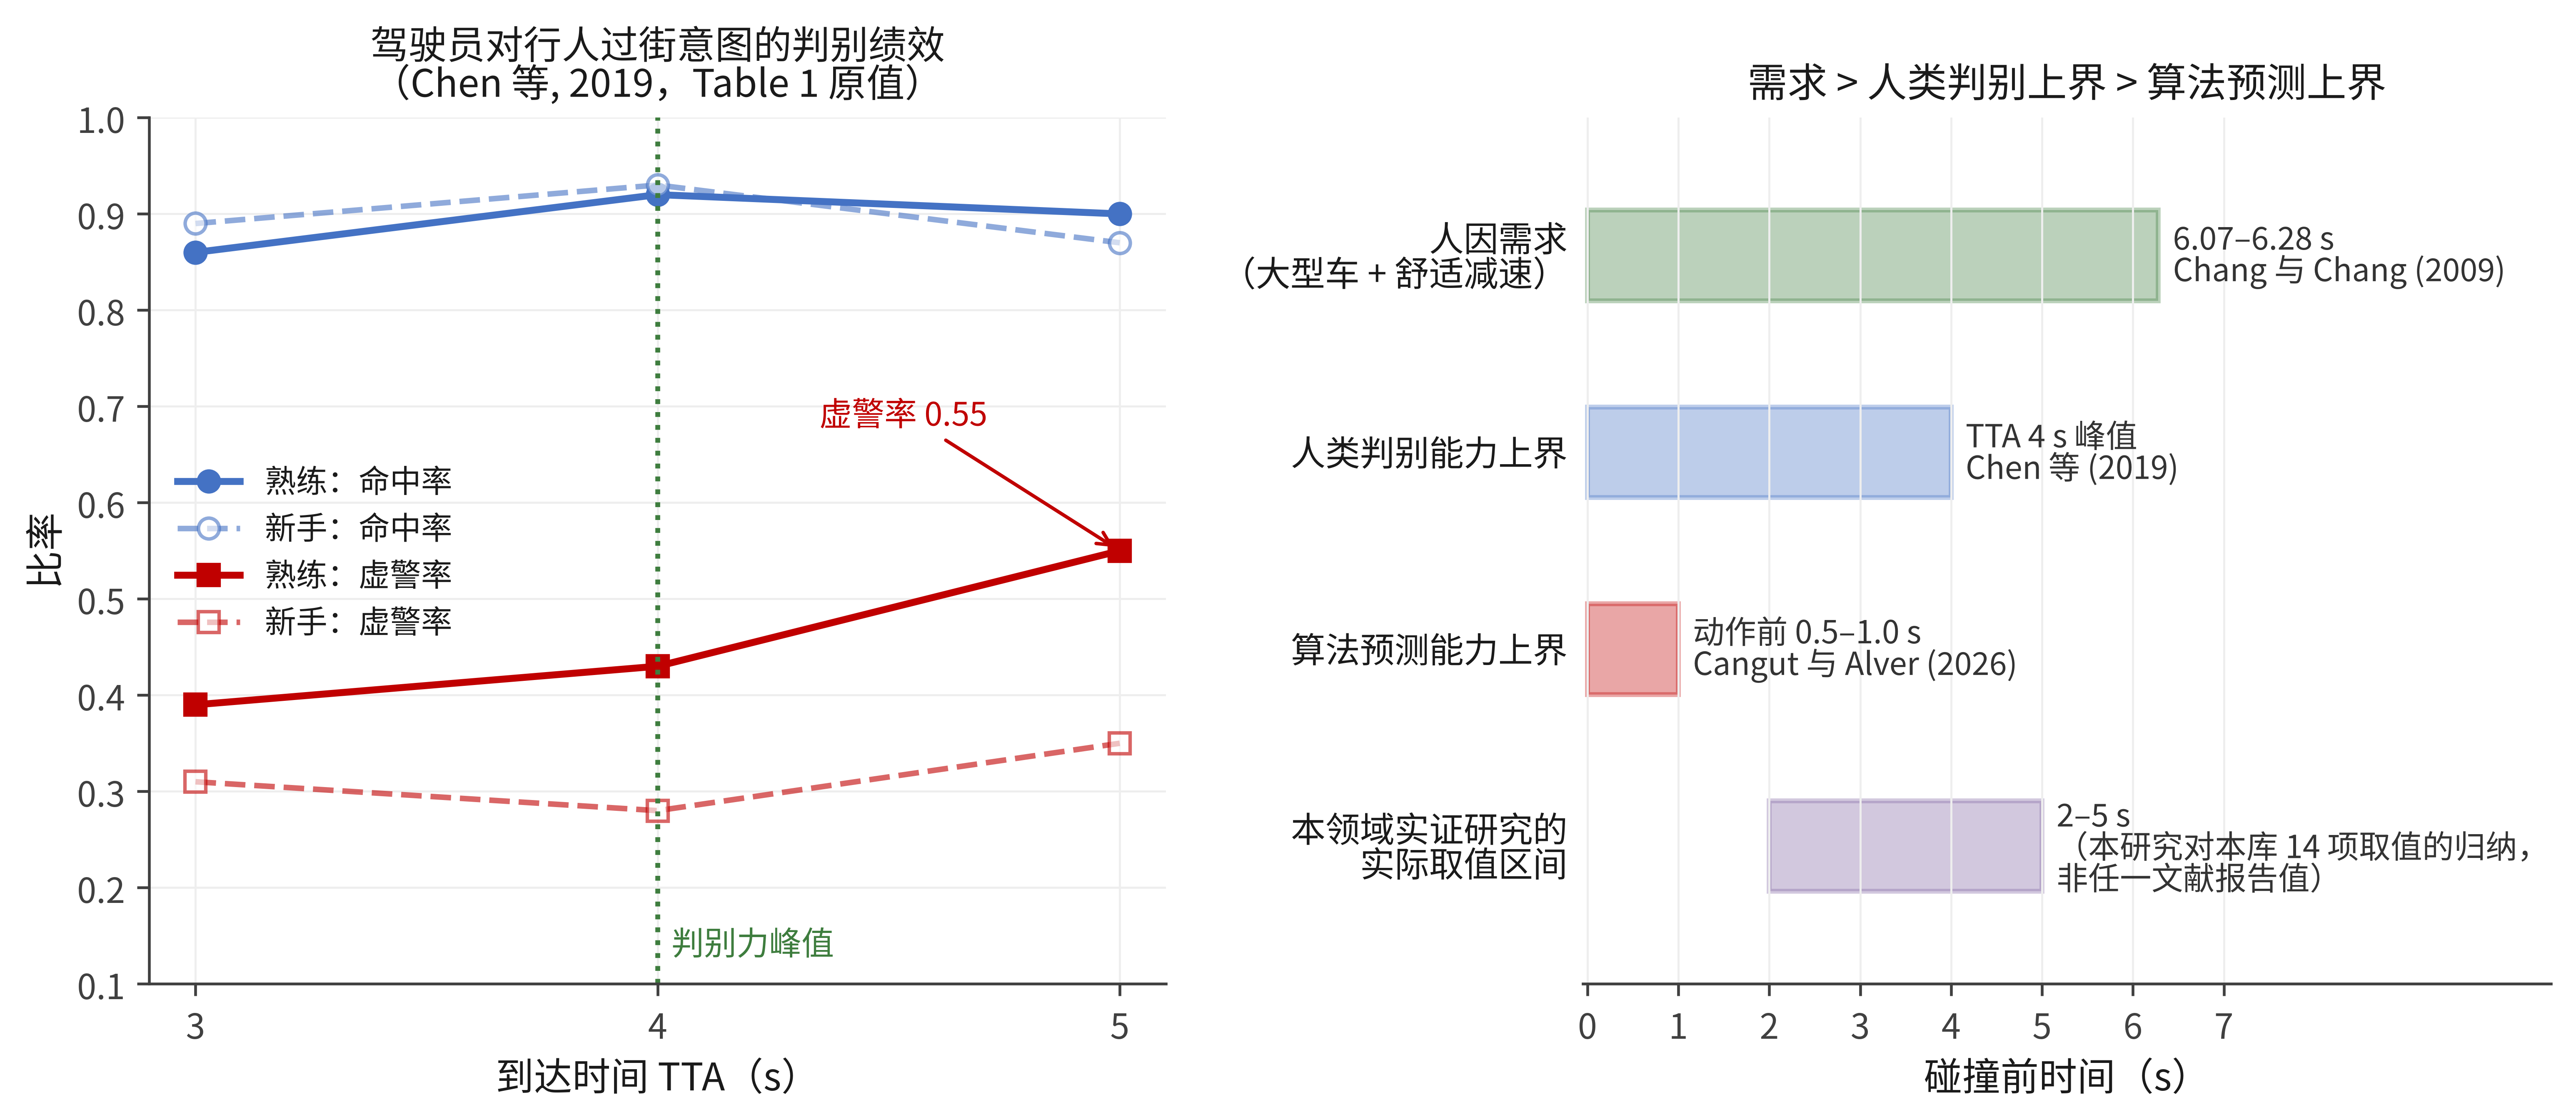 驾驶员对行人过街意图的判别绩效
（Chen 等, 2019，Table 1 原值）
比率
1.0
0.9
0.8
0.7
0.6
0.5
0.4
0.3
0.2
0.1
虚警率 0.55
熟练：命中率
新手：命中率
熟练：虚警率
新手：虚警率
判别力峰值
3
4
5
到达时间 TTA（s）
需求 > 人类判别上界 > 算法预测上界
人因需求
（大型车 + 舒适减速）
6.07–6.28 s
Chang 与 Chang (2009)
人类判别能力上界
TTA 4 s 峰值
Chen 等 (2019)
算法预测能力上界
动作前 0.5–1.0 s
Cangut 与 Alver (2026)
本领域实证研究的
实际取值区间
2–5 s
（本研究对本库 14 项取值的归纳，
非任一文献报告值）
0
1
2
3
4
5
6
7
碰撞前时间（s）